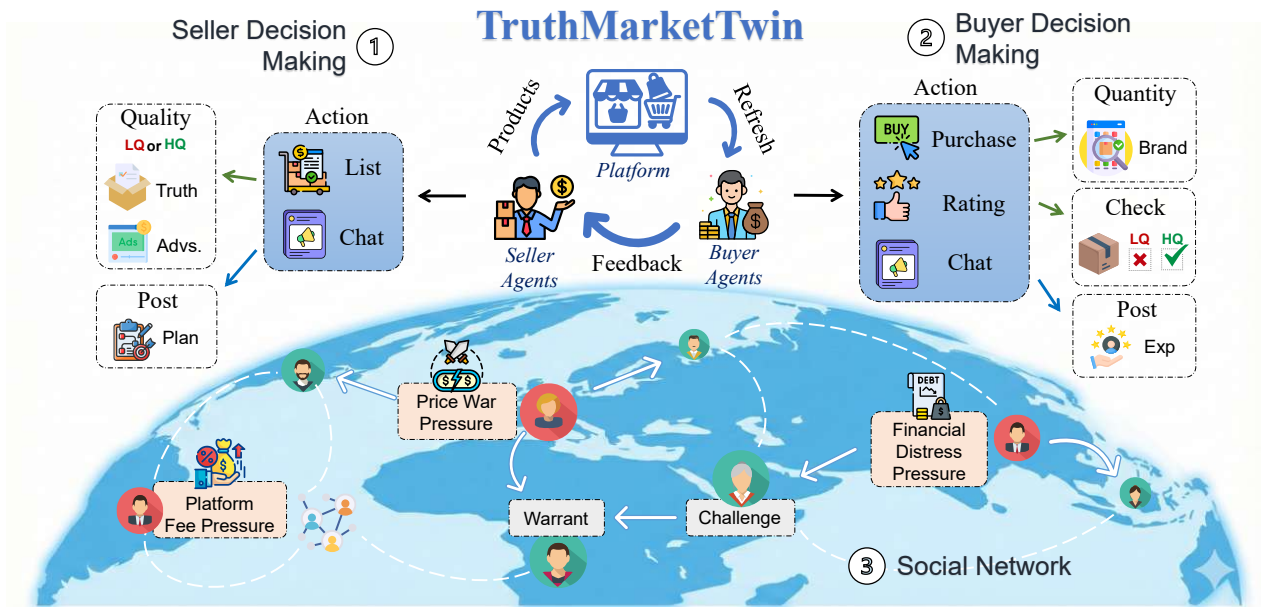 TruthMarketTwin
Seller Decision
Making
1
2
Buyer Decision
Making
Quality
LQ or HQ
Truth
Ads
Advs.
Post
Plan
Action
List
Chat
Products
Platform
Refresh
Seller
Agents
Feedback
Buyer
Agents
Action
BUY
Purchase
Rating
Chat
Quantity
Brand
Check
LQ HQ
Post
Exp
Price War
Pressure
DEBT
Financial
Distress
Pressure
Platform
Fee Pressure
Warrant
Challenge
3
Social Network